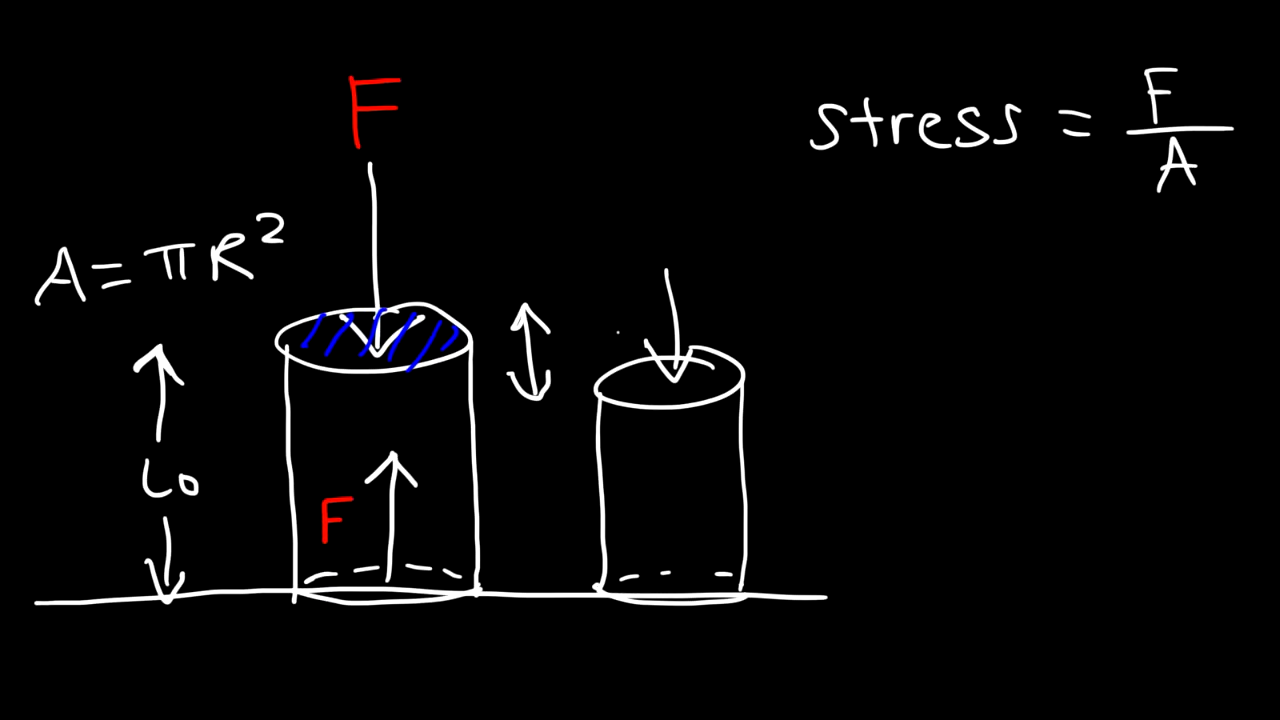 F
stress = F/A
A = πR²
L₀
F